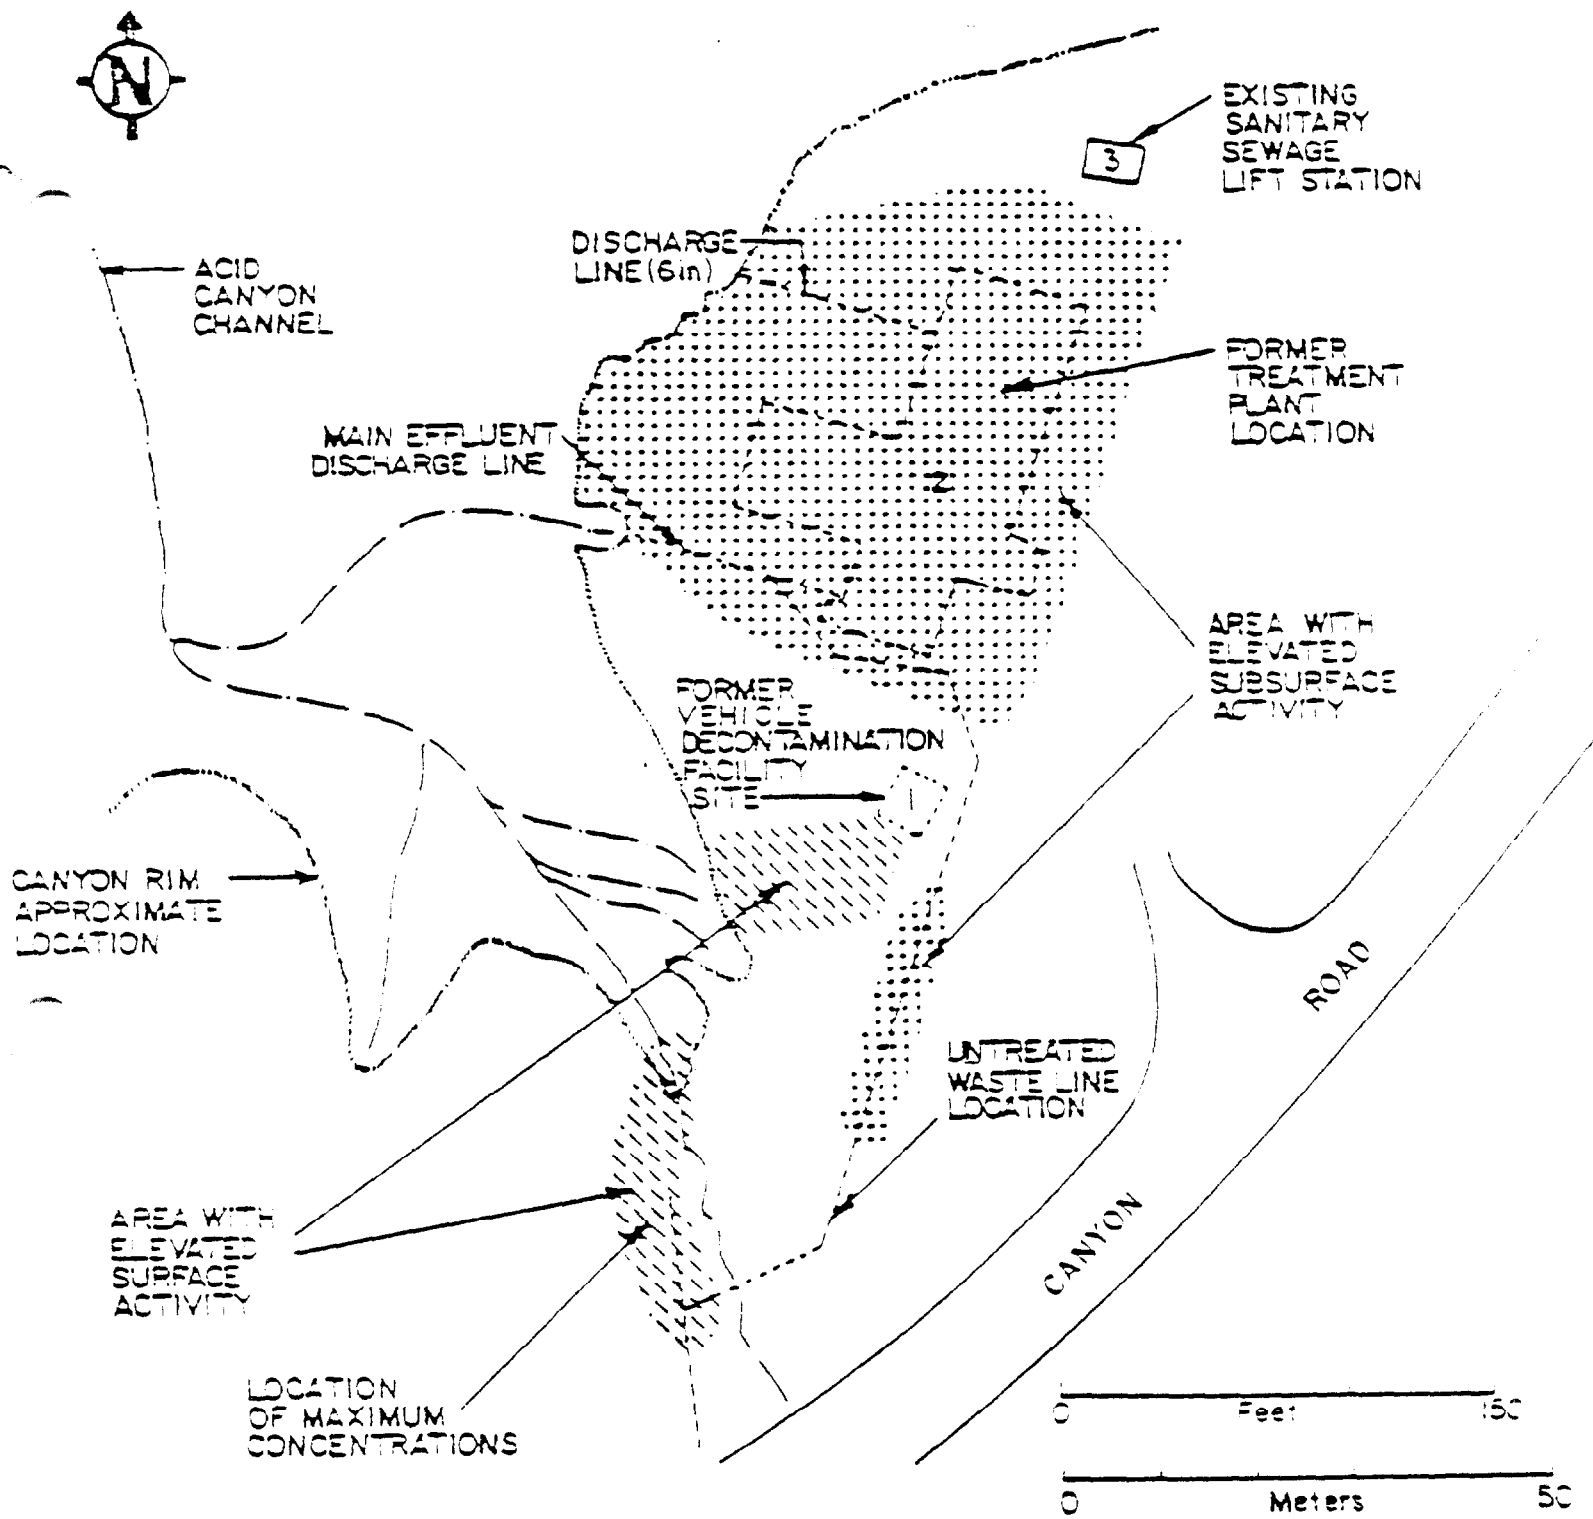 N
EXISTING
SANITARY
SEWAGE
LIFT STATION
3
DISCHARGE
LINE (6in)
ACID
CANYON
CHANNEL
FORMER
TREATMENT
PLANT
LOCATION
MAIN EFFLUENT
DISCHARGE LINE
2
AREA WITH
ELEVATED
SUBSURFACE
ACTIVITY
FORMER
VEHICLE
DECONTAMINATION
FACILITY
SITE
1
CANYON RIM
APPROXIMATE
LOCATION
ROAD
UNTREATED
WASTE LINE
LOCATION
CANYON
AREA WITH
ELEVATED
SURFACE
ACTIVITY
LOCATION
OF MAXIMUM
CONCENTRATIONS
0 Feet 150
0 Meters 50